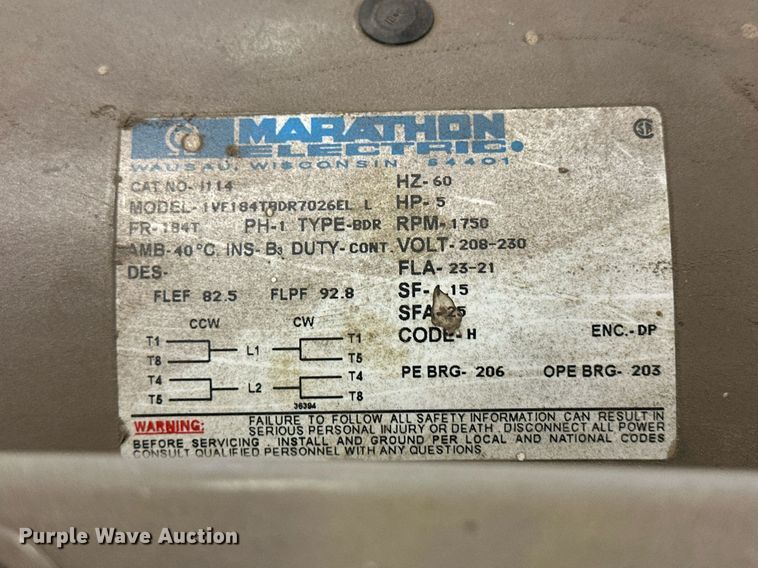 MARATHON
ELECTRIC.
WAUSAU, WISCONSIN 54401
CAT NO- I114 HZ- 60
MODEL- 1VF184TBDR7026EL L HP- 5
FR- 184T PH-1 TYPE-BDR RPM-1750
AMB-40°C. INS-B3 DUTY-CONT VOLT-208-230
DES- FLA-23-21
FLEF 82.5 FLPF 92.8 SF- .15
SFA-25
CCW CW CODE-H ENC.-DP
T1 L1 T1
T8 T5
T4 L2 T4
T5 T8
PE BRG- 206 OPE BRG- 203
36394
WARNING: FAILURE TO FOLLOW ALL SAFETY INFORMATION CAN RESULT IN
SERIOUS PERSONAL INJURY OR DEATH. DISCONNECT ALL POWER
BEFORE SERVICING. INSTALL AND GROUND PER LOCAL AND NATIONAL CODES
CONSULT QUALIFIED PERSONNEL WITH ANY QUESTIONS.
Purple Wave Auction